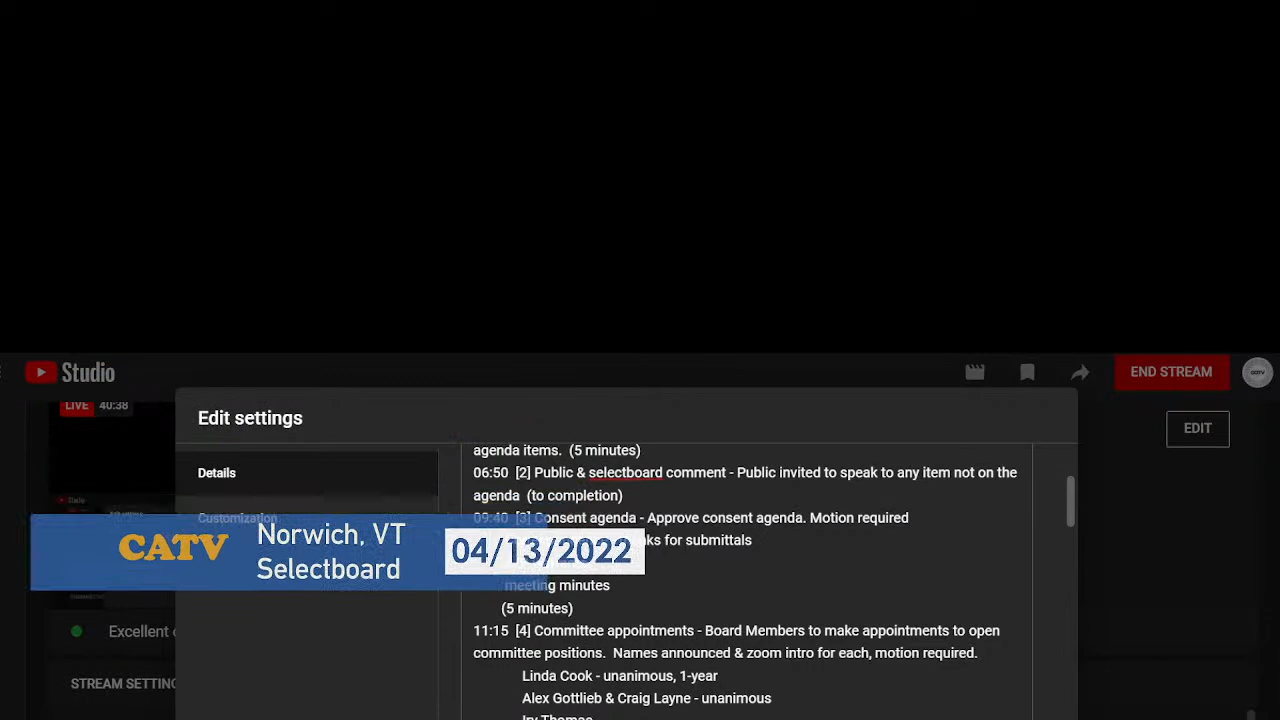 Studio
END STREAM
LIVE 40:38
Edit settings
EDIT
agenda items. (5 minutes)
Details
06:50 [2] Public & selectboard comment - Public invited to speak to any item not on the
agenda (to completion)
Customization
09:40 [3] Consent agenda - Approve consent agenda. Motion required
for submittals
CATV
Norwich, VT
Selectboard
04/13/2022
meeting minutes
(5 minutes)
Excellent
11:15 [4] Committee appointments - Board Members to make appointments to open
committee positions. Names announced & zoom intro for each, motion required.
Linda Cook - unanimous, 1-year
STREAM
Alex Gottlieb & Craig Layne - unanimous